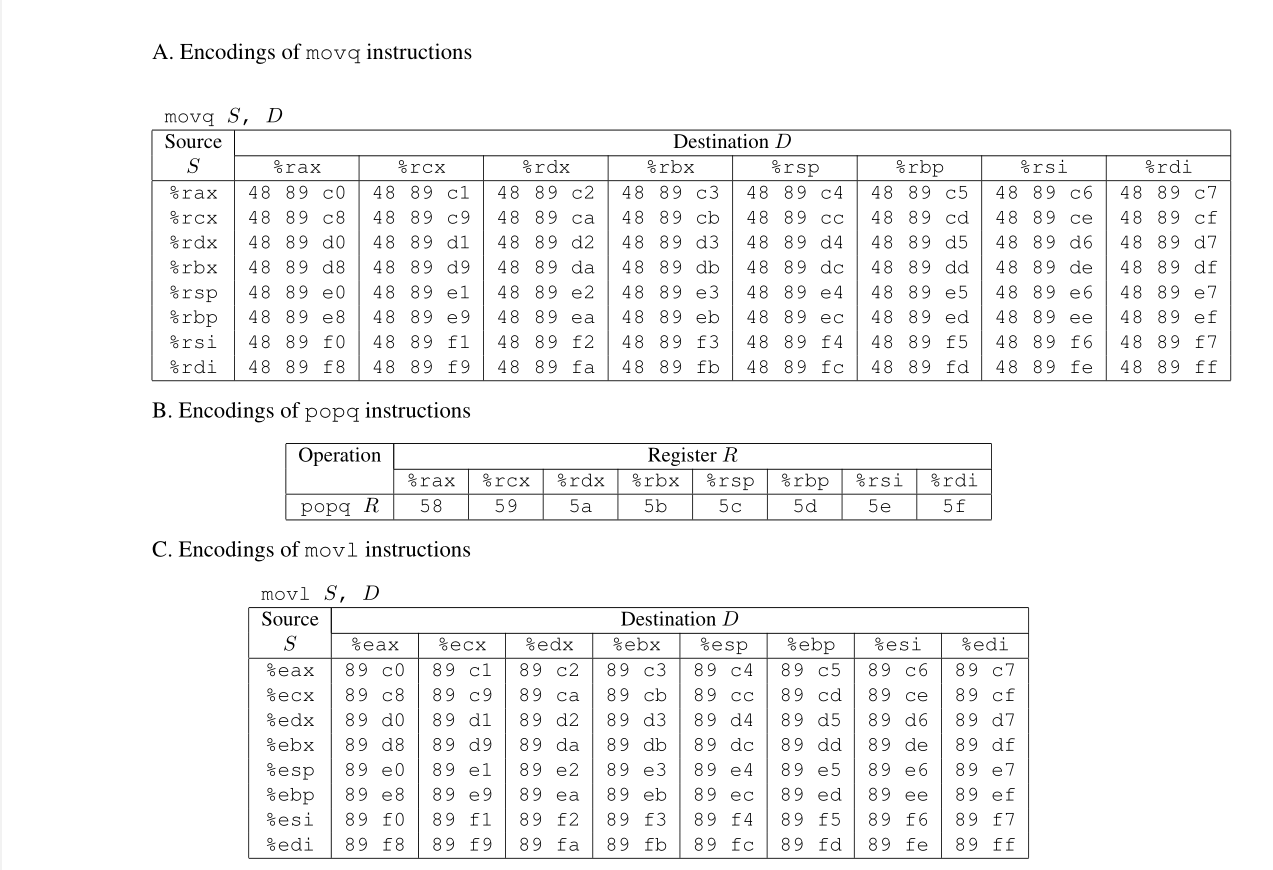 A. Encodings of movq instructions
movq S, D
Source Destination D
S %rax %rcx %rdx %rbx %rsp %rbp %rsi %rdi
%rax 48 89 c0 48 89 c1 48 89 c2 48 89 c3 48 89 c4 48 89 c5 48 89 c6 48 89 c7
%rcx 48 89 c8 48 89 c9 48 89 ca 48 89 cb 48 89 cc 48 89 cd 48 89 ce 48 89 cf
%rdx 48 89 d0 48 89 d1 48 89 d2 48 89 d3 48 89 d4 48 89 d5 48 89 d6 48 89 d7
%rbx 48 89 d8 48 89 d9 48 89 da 48 89 db 48 89 dc 48 89 dd 48 89 de 48 89 df
%rsp 48 89 e0 48 89 e1 48 89 e2 48 89 e3 48 89 e4 48 89 e5 48 89 e6 48 89 e7
%rbp 48 89 e8 48 89 e9 48 89 ea 48 89 eb 48 89 ec 48 89 ed 48 89 ee 48 89 ef
%rsi 48 89 f0 48 89 f1 48 89 f2 48 89 f3 48 89 f4 48 89 f5 48 89 f6 48 89 f7
%rdi 48 89 f8 48 89 f9 48 89 fa 48 89 fb 48 89 fc 48 89 fd 48 89 fe 48 89 ff
B. Encodings of popq instructions
Operation Register R
%rax %rcx %rdx %rbx %rsp %rbp %rsi %rdi
popq R 58 59 5a 5b 5c 5d 5e 5f
C. Encodings of movl instructions
movl S, D
Source Destination D
S %eax %ecx %edx %ebx %esp %ebp %esi %edi
%eax 89 c0 89 c1 89 c2 89 c3 89 c4 89 c5 89 c6 89 c7
%ecx 89 c8 89 c9 89 ca 89 cb 89 cc 89 cd 89 ce 89 cf
%edx 89 d0 89 d1 89 d2 89 d3 89 d4 89 d5 89 d6 89 d7
%ebx 89 d8 89 d9 89 da 89 db 89 dc 89 dd 89 de 89 df
%esp 89 e0 89 e1 89 e2 89 e3 89 e4 89 e5 89 e6 89 e7
%ebp 89 e8 89 e9 89 ea 89 eb 89 ec 89 ed 89 ee 89 ef
%esi 89 f0 89 f1 89 f2 89 f3 89 f4 89 f5 89 f6 89 f7
%edi 89 f8 89 f9 89 fa 89 fb 89 fc 89 fd 89 fe 89 ff